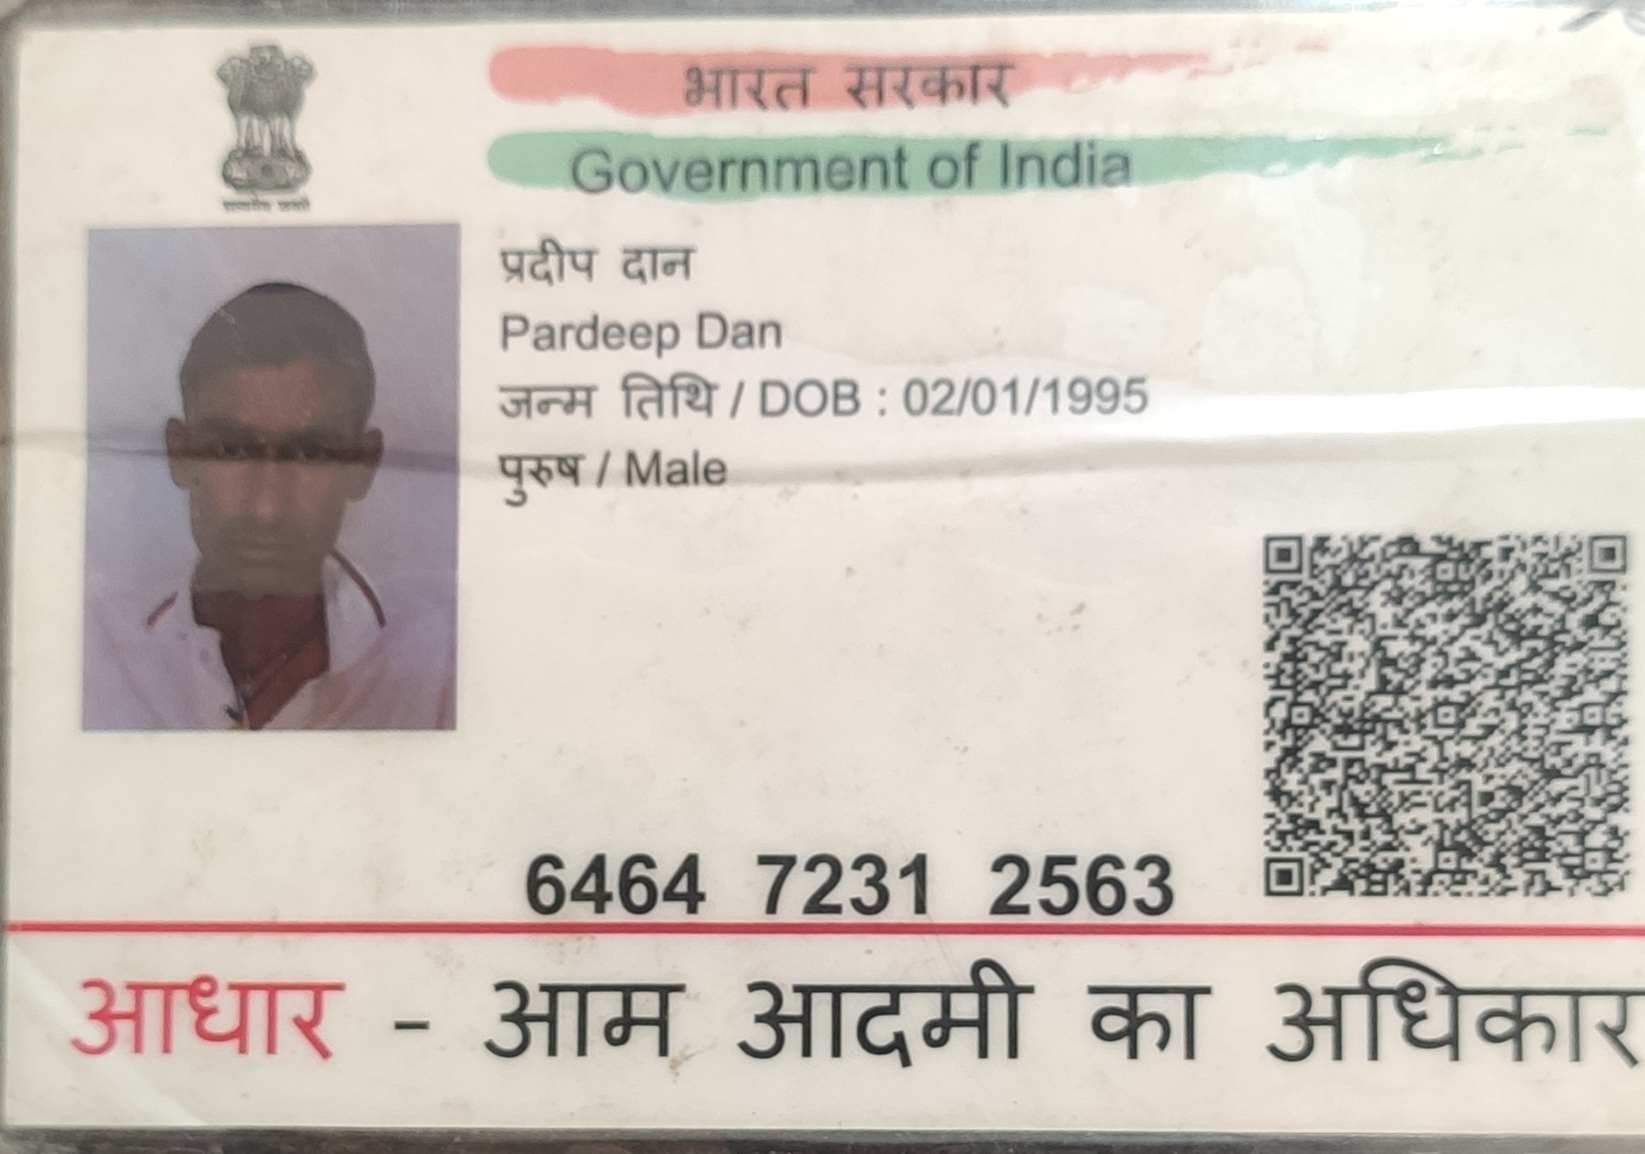 भारत सरकार
Government of India
प्रदीप दान
Pardeep Dan
जन्म तिथि / DOB : 02/01/1995
पुरुष / Male
6464 7231 2563
आधार - आम आदमी का अधिकार